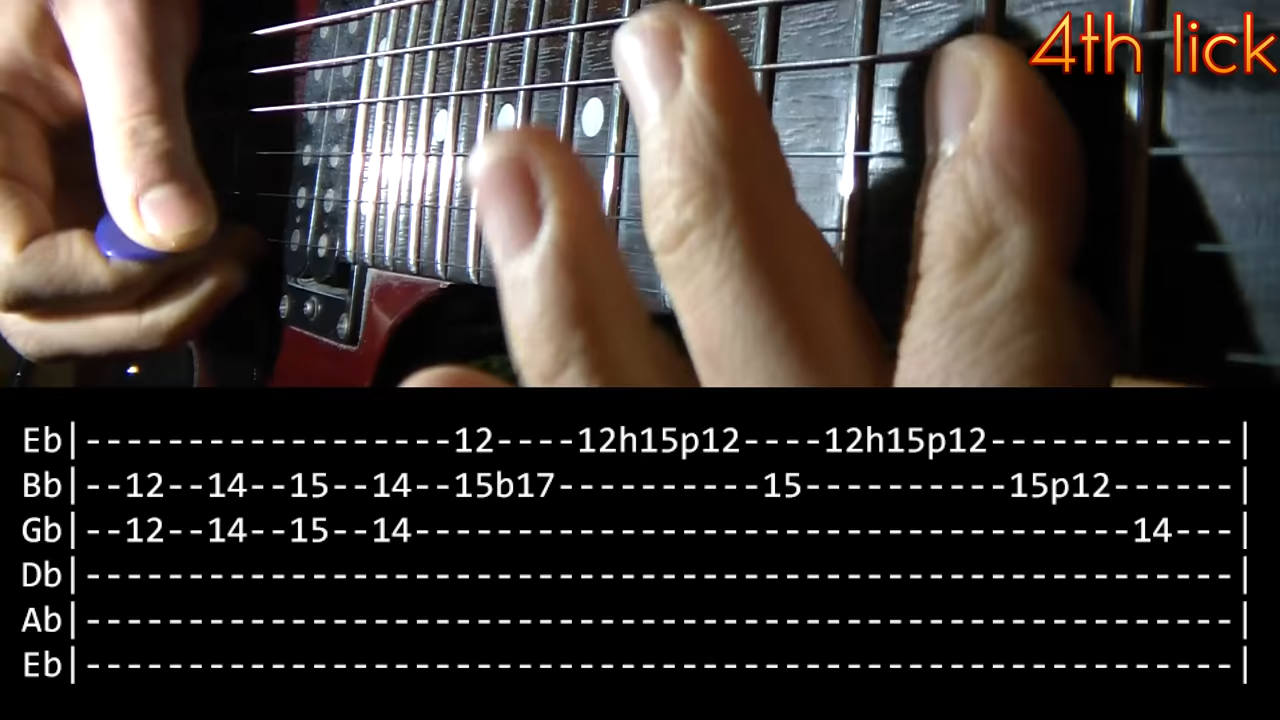 4th lick
Eb|------------------12----12h15p12----12h15p12------------|
Bb|--12--14--15--14--15b17----------15----------15p12------|
Gb|--12--14--15--14-----------------------------------14---|
Db|--------------------------------------------------------|
Ab|--------------------------------------------------------|
Eb|--------------------------------------------------------|